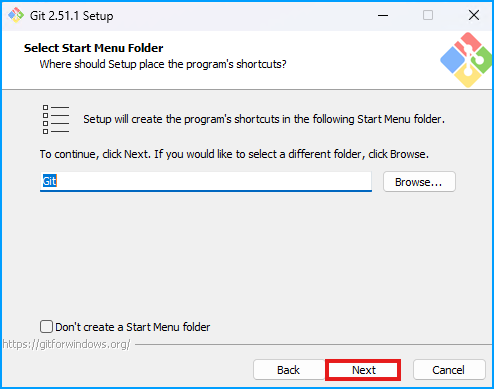 Git 2.51.1 Setup
Select Start Menu Folder
Where should Setup place the program's shortcuts?
Setup will create the program's shortcuts in the following Start Menu folder.
To continue, click Next. If you would like to select a different folder, click Browse.
Git
Browse...
Don't create a Start Menu folder
https://gitforwindows.org/
Back
Next
Cancel